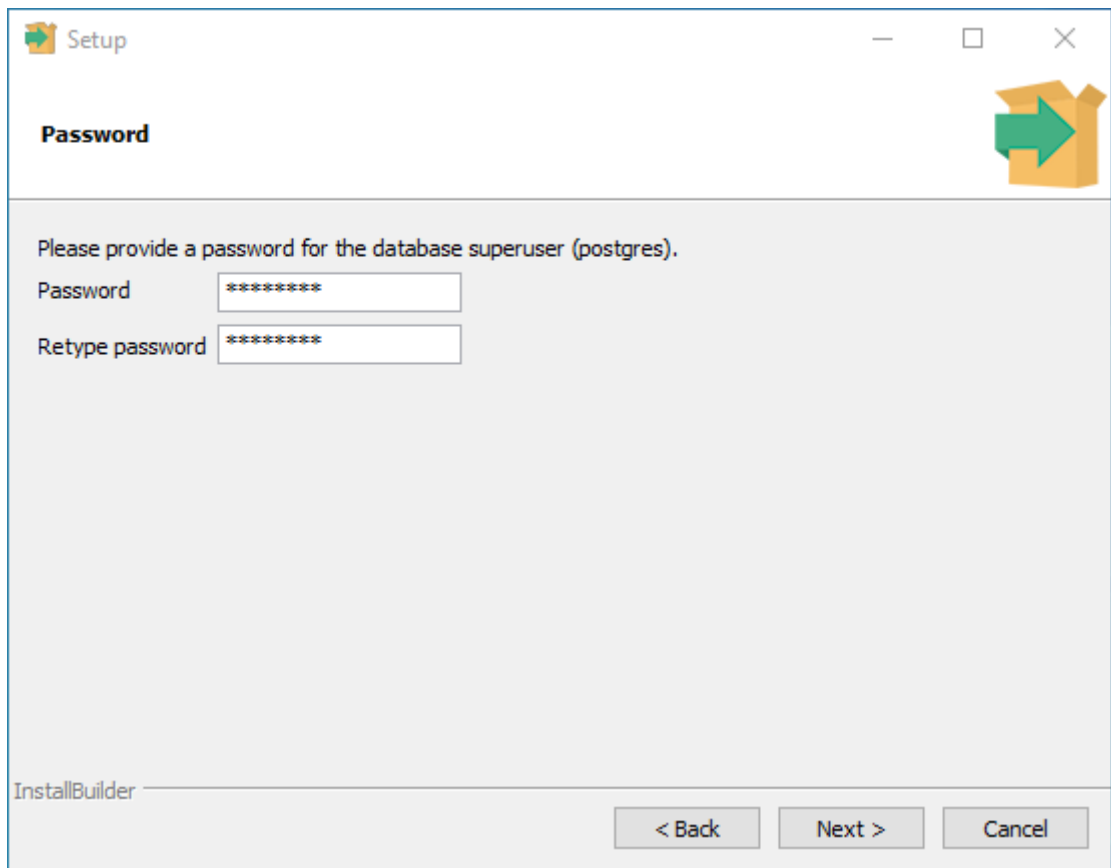 Setup
Password
Please provide a password for the database superuser (postgres).
Password ********
Retype password ********
InstallBuilder
< Back Next > Cancel